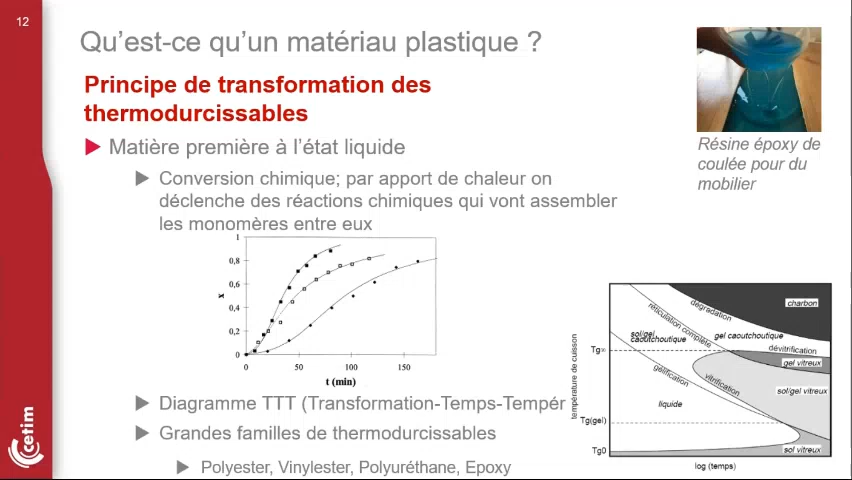 12
Qu’est-ce qu’un matériau plastique ?
Principe de transformation des
thermodurcissables
Matière première à l’état liquide
Résine époxy de
coulée pour du
mobilier
Conversion chimique; par apport de chaleur on
déclenche des réactions chimiques qui vont assembler
les monomères entre eux
1
0,8
0,6
0,4
0,2
0
x
0
50
100
150
t (min)
charbon
dégradation
réticulation complète
sol/gel
caoutchoutique
gel caoutchoutique
dévitrification
gel vitreux
Tg∞
gélification
vitrification
sol/gel vitreux
liquide
Tg(gel)
Tg0
sol vitreux
température de cuisson
log (temps)
Diagramme TTT (Transformation-Temps-Tempér
Grandes familles de thermodurcissables
Polyester, Vinylester, Polyuréthane, Epoxy
cetim